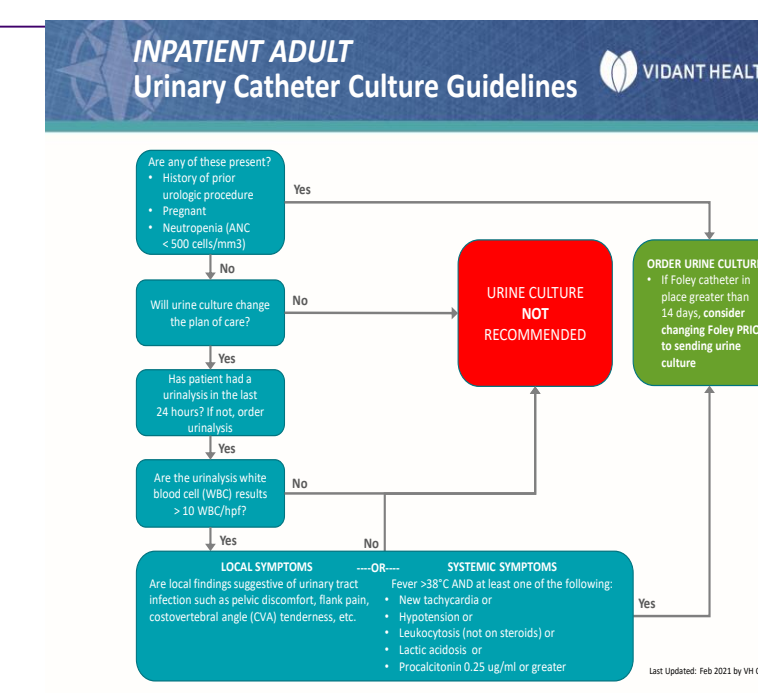 INPATIENT ADULT
Urinary Catheter Culture Guidelines
VIDANT HEALT
Are any of these present?
• History of prior
urologic procedure
• Pregnant
• Neutropenia (ANC
< 500 cells/mm3)
Yes
No
Will urine culture change
the plan of care?
No
URINE CULTURE
NOT
RECOMMENDED
ORDER URINE CULTURE
• If Foley catheter in
place greater than
14 days, consider
changing Foley PRIO
to sending urine
culture
Yes
Has patient had a
urinalysis in the last
24 hours? If not, order
urinalysis
Yes
Are the urinalysis white
blood cell (WBC) results
> 10 WBC/hpf?
No
Yes
No
LOCAL SYMPTOMS ----OR---- SYSTEMIC SYMPTOMS
Are local findings suggestive of urinary tract
infection such as pelvic discomfort, flank pain,
costovertebral angle (CVA) tenderness, etc.
Fever >38°C AND at least one of the following:
• New tachycardia or
• Hypotension or
• Leukocytosis (not on steroids) or
• Lactic acidosis or
• Procalcitonin 0.25 ug/ml or greater
Yes
Last Updated: Feb 2021 by VH